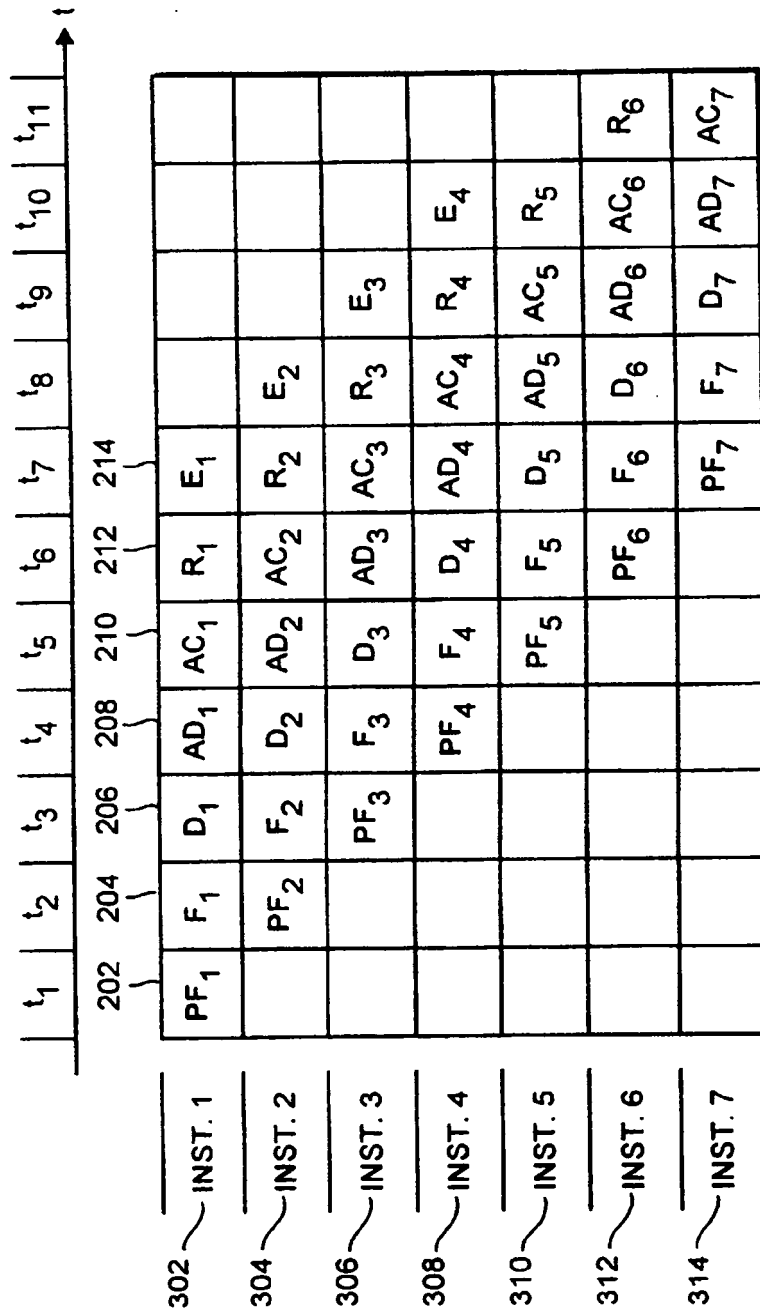 t
t1 t2 t3 t4 t5 t6 t7 t8 t9 t10 t11
202 204 206 208 210 212 214
302 INST. 1 PF1 F1 D1 AD1 AC1 R1 E1
304 INST. 2 PF2 F2 D2 AD2 AC2 R2 E2
306 INST. 3 PF3 F3 D3 AD3 AC3 R3 E3
308 INST. 4 PF4 F4 D4 AD4 AC4 R4 E4
310 INST. 5 PF5 F5 D5 AD5 AC5 R5
312 INST. 6 PF6 F6 D6 AD6 AC6 R6
314 INST. 7 PF7 F7 D7 AD7 AC7